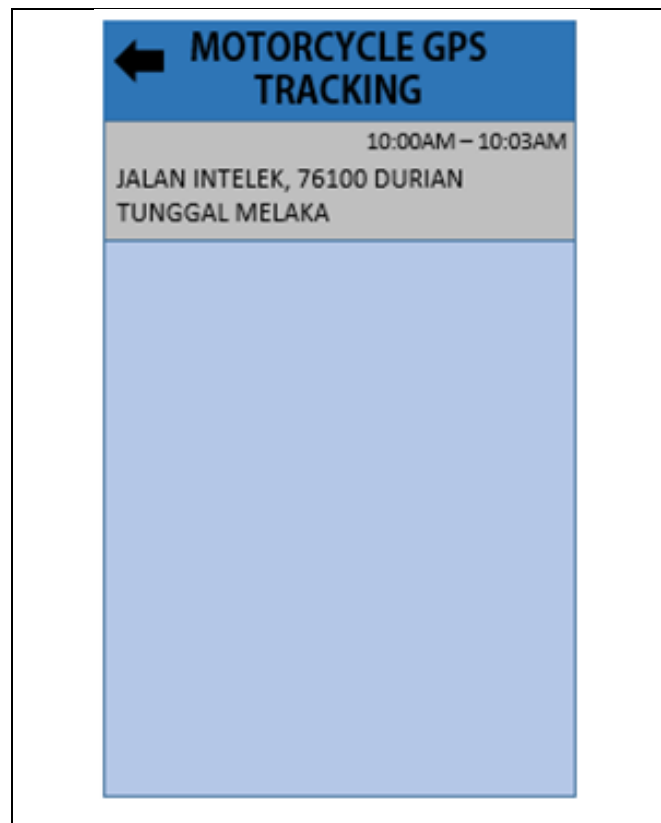 MOTORCYCLE GPS
TRACKING
10:00AM – 10:03AM
JALAN INTELEK, 76100 DURIAN
TUNGGAL MELAKA